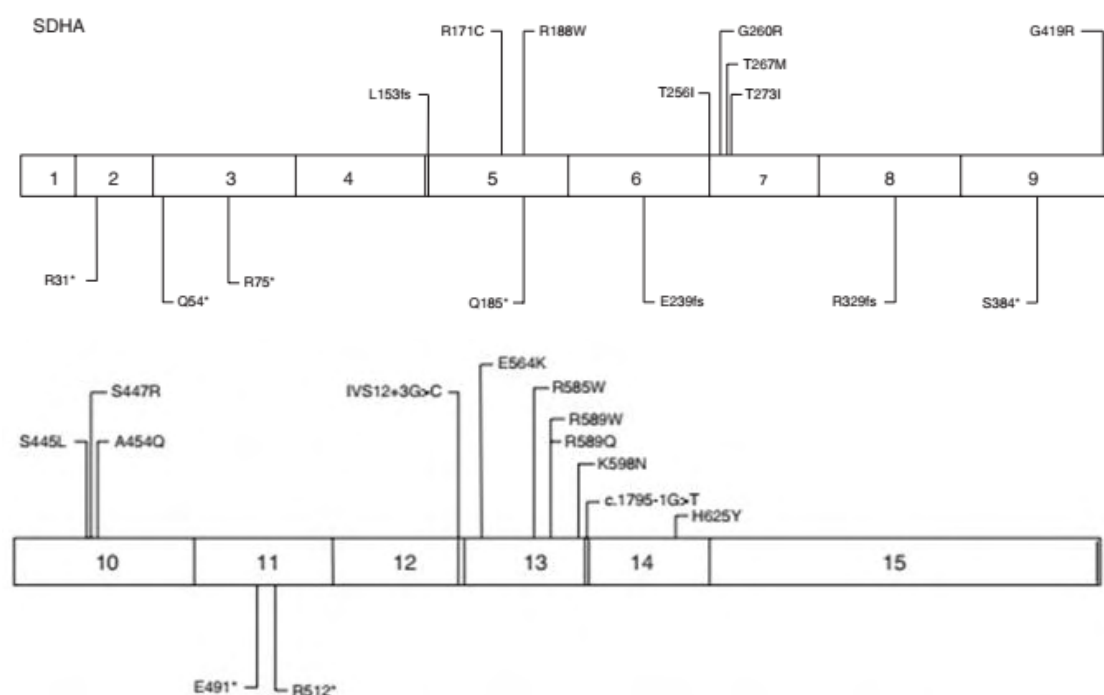 SDHA
R171C R188W G260R G419R
T267M
L153fs T256I T273I
1 2 3 4 5 6 7 8 9
R31* R75*
Q54* Q185* E239fs R329fs S384*
E564K
S447R IVS12+3G>C R585W
R589W
S445L A454Q R589Q
K598N
c.1795-1G>T
H625Y
10 11 12 13 14 15
E491* R512*